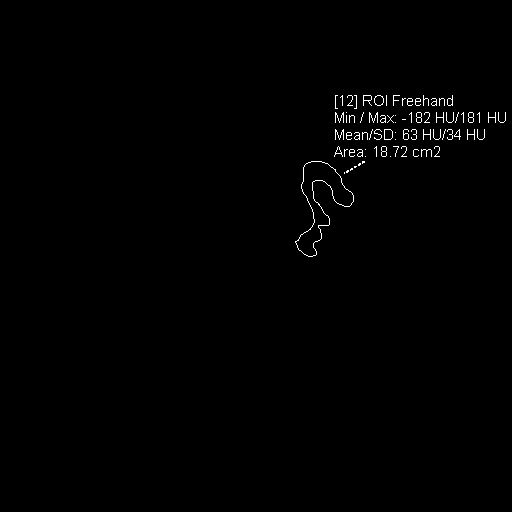 [12] ROI Freehand
Min / Max: -182 HU/181 HU
Mean/SD: 63 HU/34 HU
Area: 18.72 cm2